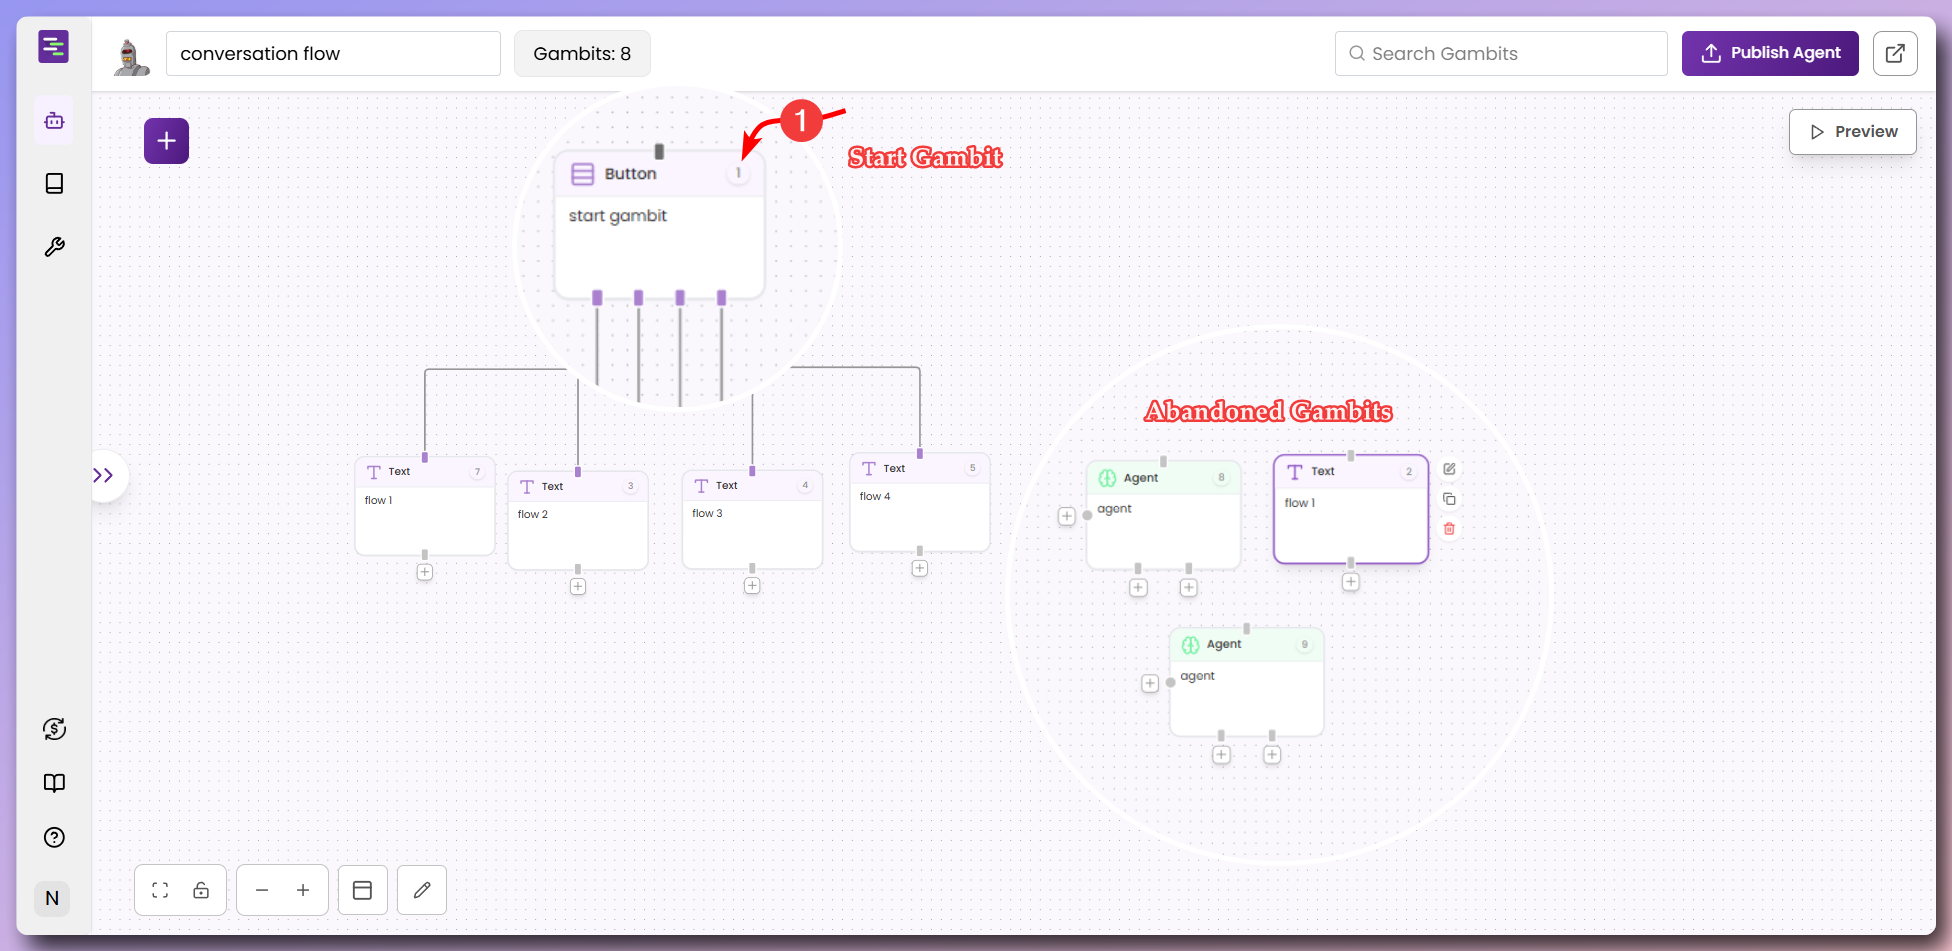 conversation flow
Gambits: 8
Search Gambits
Publish Agent
Preview
1
Start Gambit
Button
1
start gambit
Abandoned Gambits
Text
7
flow 1
Text
3
flow 2
Text
4
flow 3
Text
5
flow 4
Agent
8
agent
Text
2
flow 1
Agent
9
agent
N